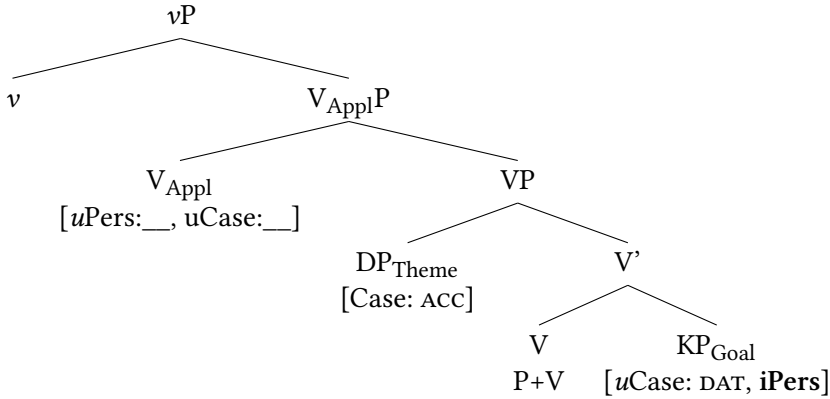 vP
v V_ApplP
V_Appl VP
[uPers:__, uCase:__]
DP_Theme V’
[Case: ACC]
V KP_Goal
P+V [uCase: DAT, iPers]